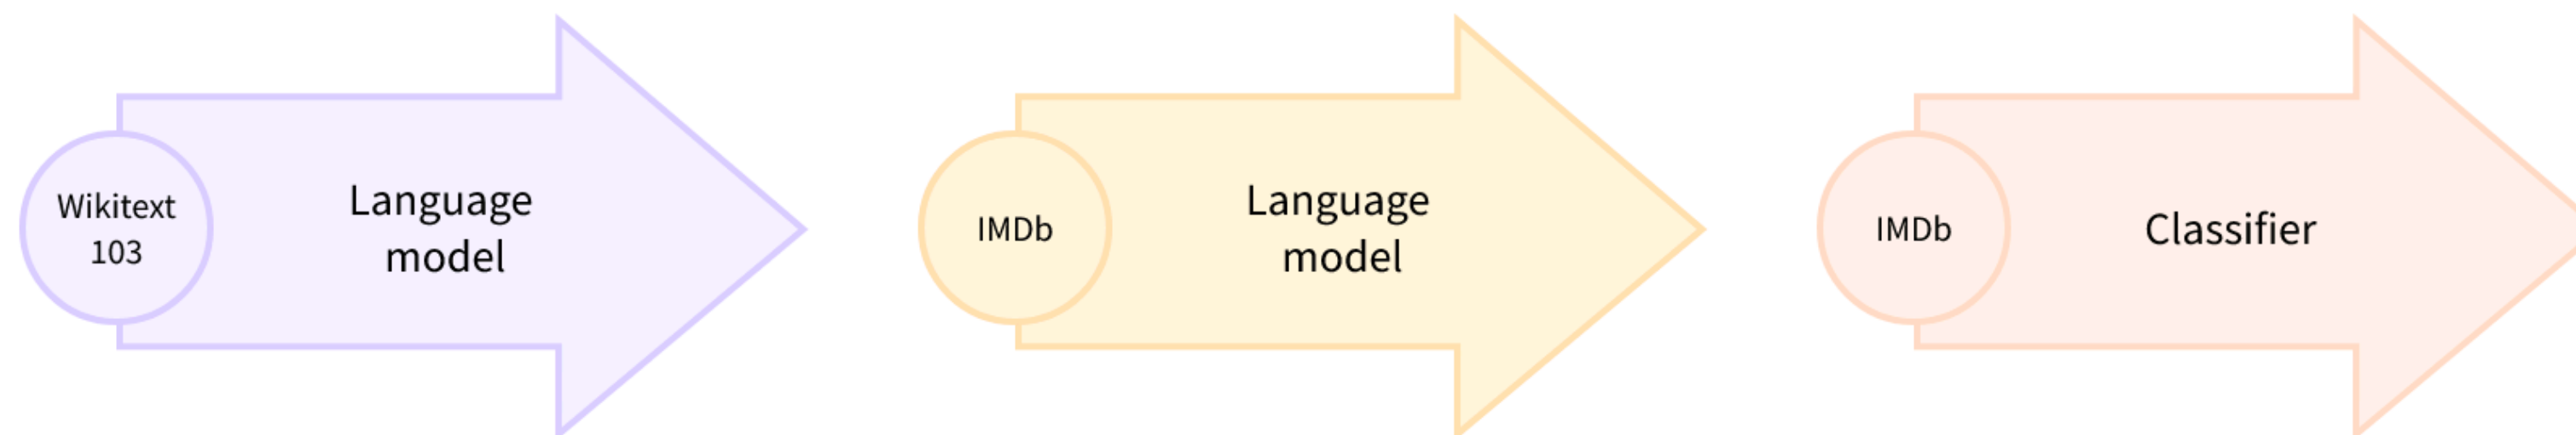 Wikitext
103
Language
model
IMDb
Language
model
IMDb
Classifier